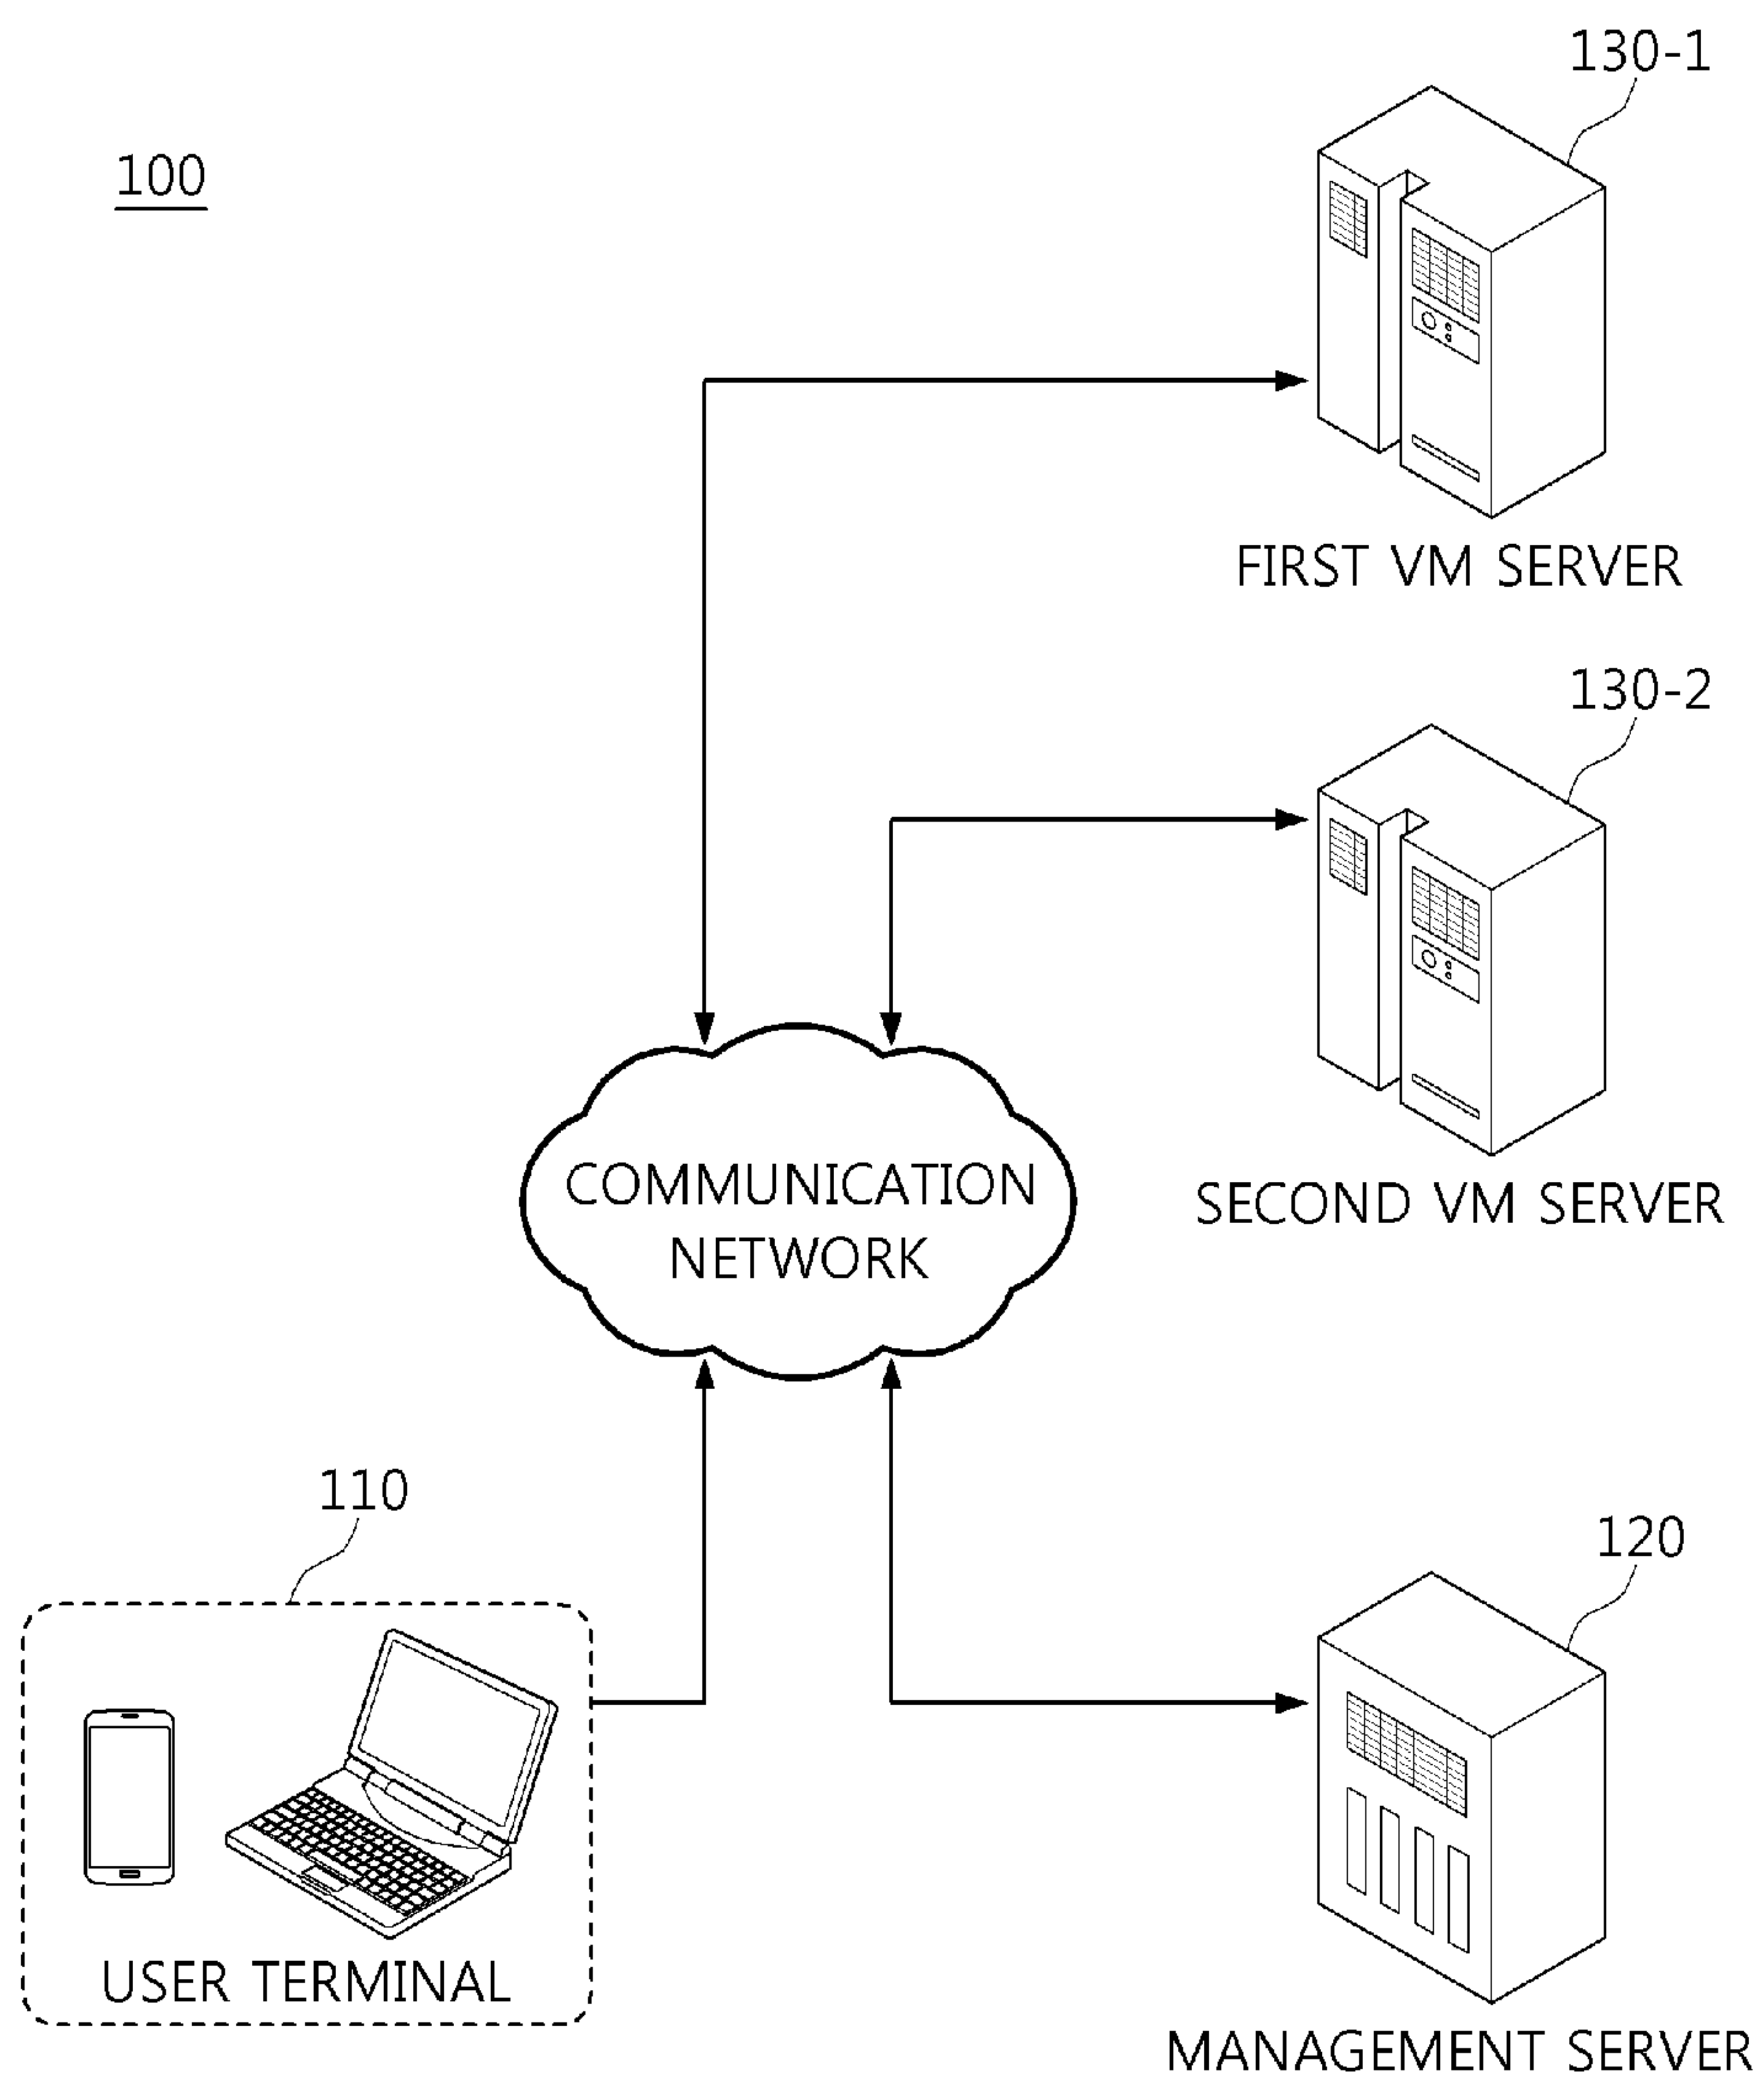 130-1
100
FIRST VM SERVER
130-2
SECOND VM SERVER
COMMUNICATION
NETWORK
110
120
USER TERMINAL
MANAGEMENT SERVER